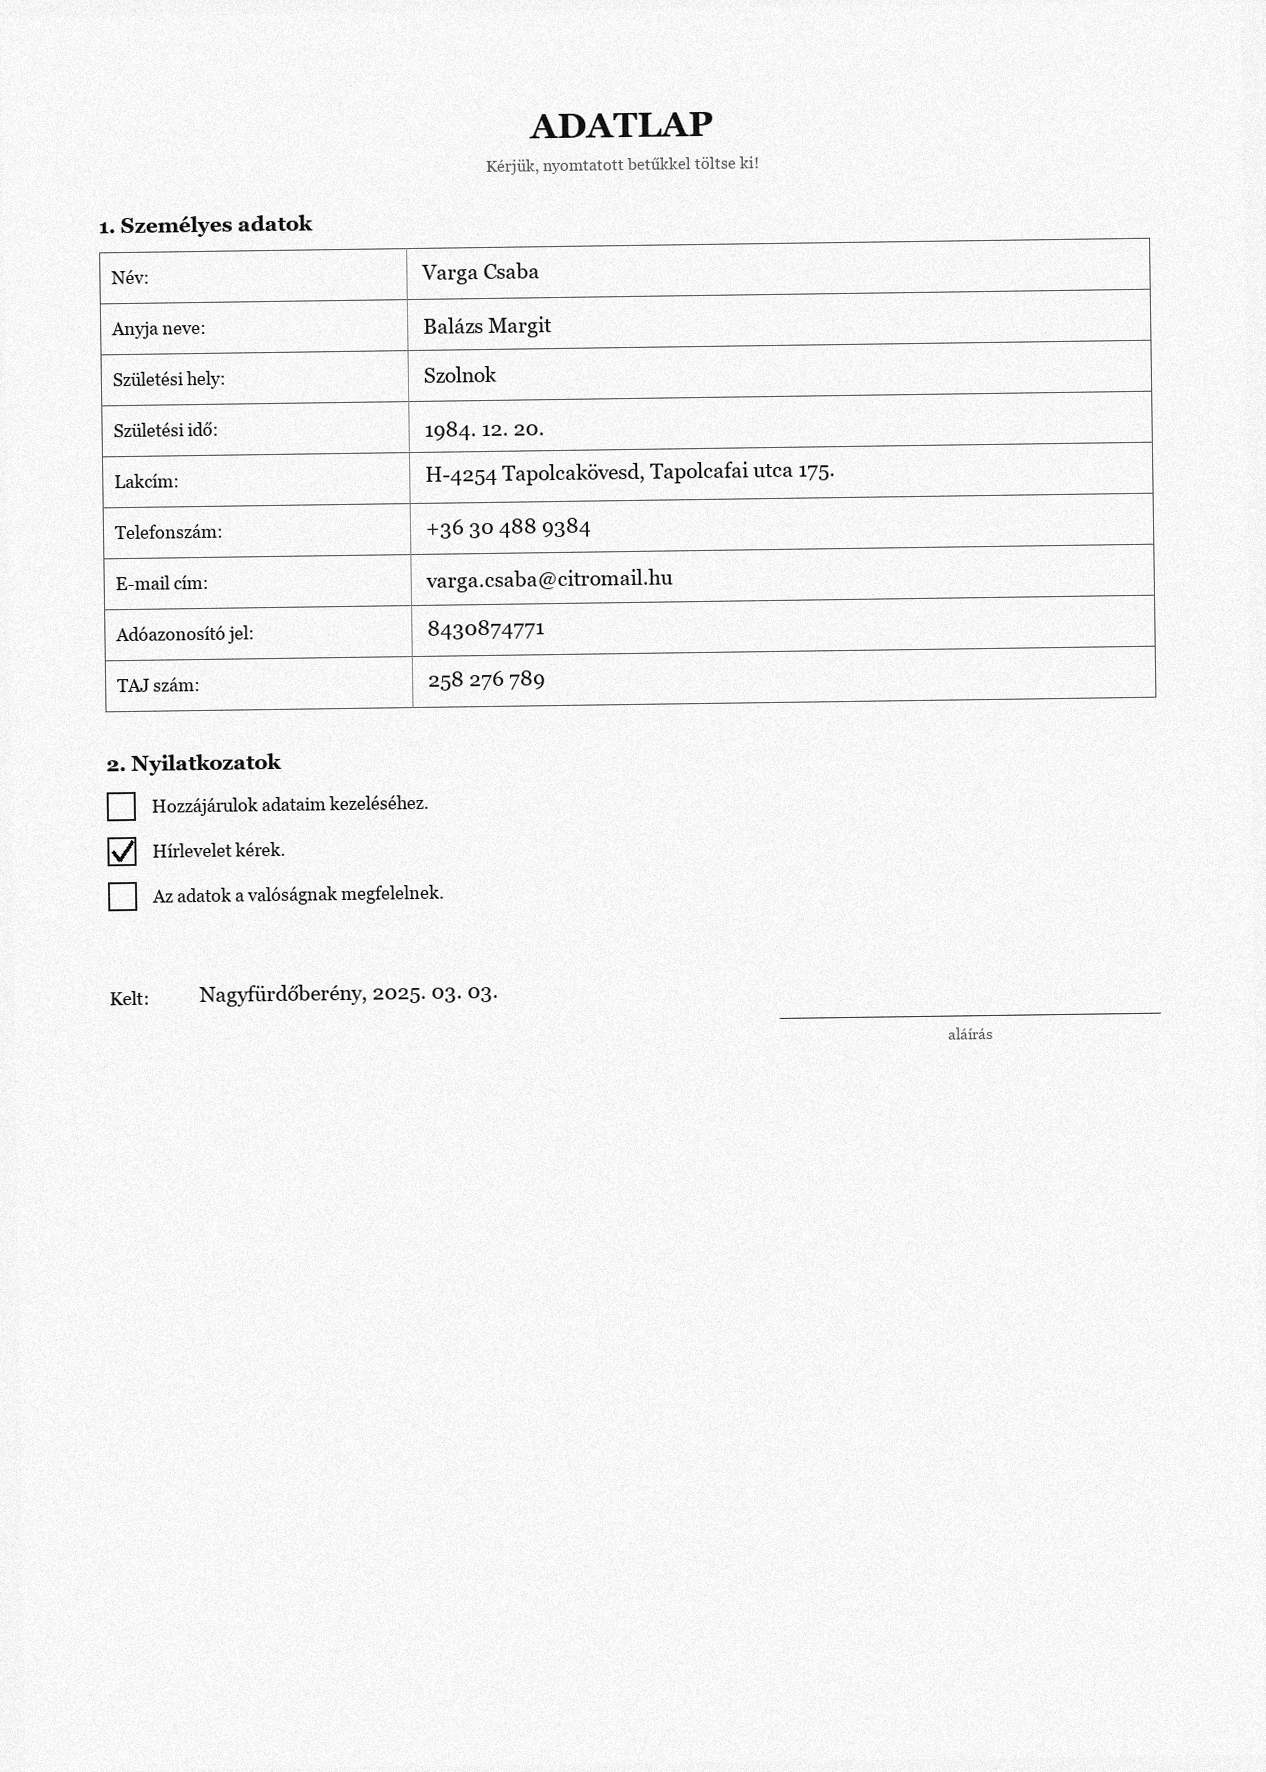 ADATLAP
Kérjük, nyomtatott betűkkel töltse ki!
1. Személyes adatok
Név: Varga Csaba
Anyja neve: Balázs Margit
Születési hely: Szolnok
Születési idő: 1984. 12. 20.
Lakcím: H-4254 Tapolcakövesd, Tapolcafai utca 175.
Telefonszám: +36 30 488 9384
E-mail cím: varga.csaba@citromail.hu
Adóazonosító jel: 8430874771
TAJ szám: 258 276 789
2. Nyilatkozatok
Hozzájárulok adataim kezeléséhez.
Hírlevelet kérek.
Az adatok a valóságnak megfelelnek.
Kelt: Nagyfürdőberény, 2025. 03. 03.
aláírás